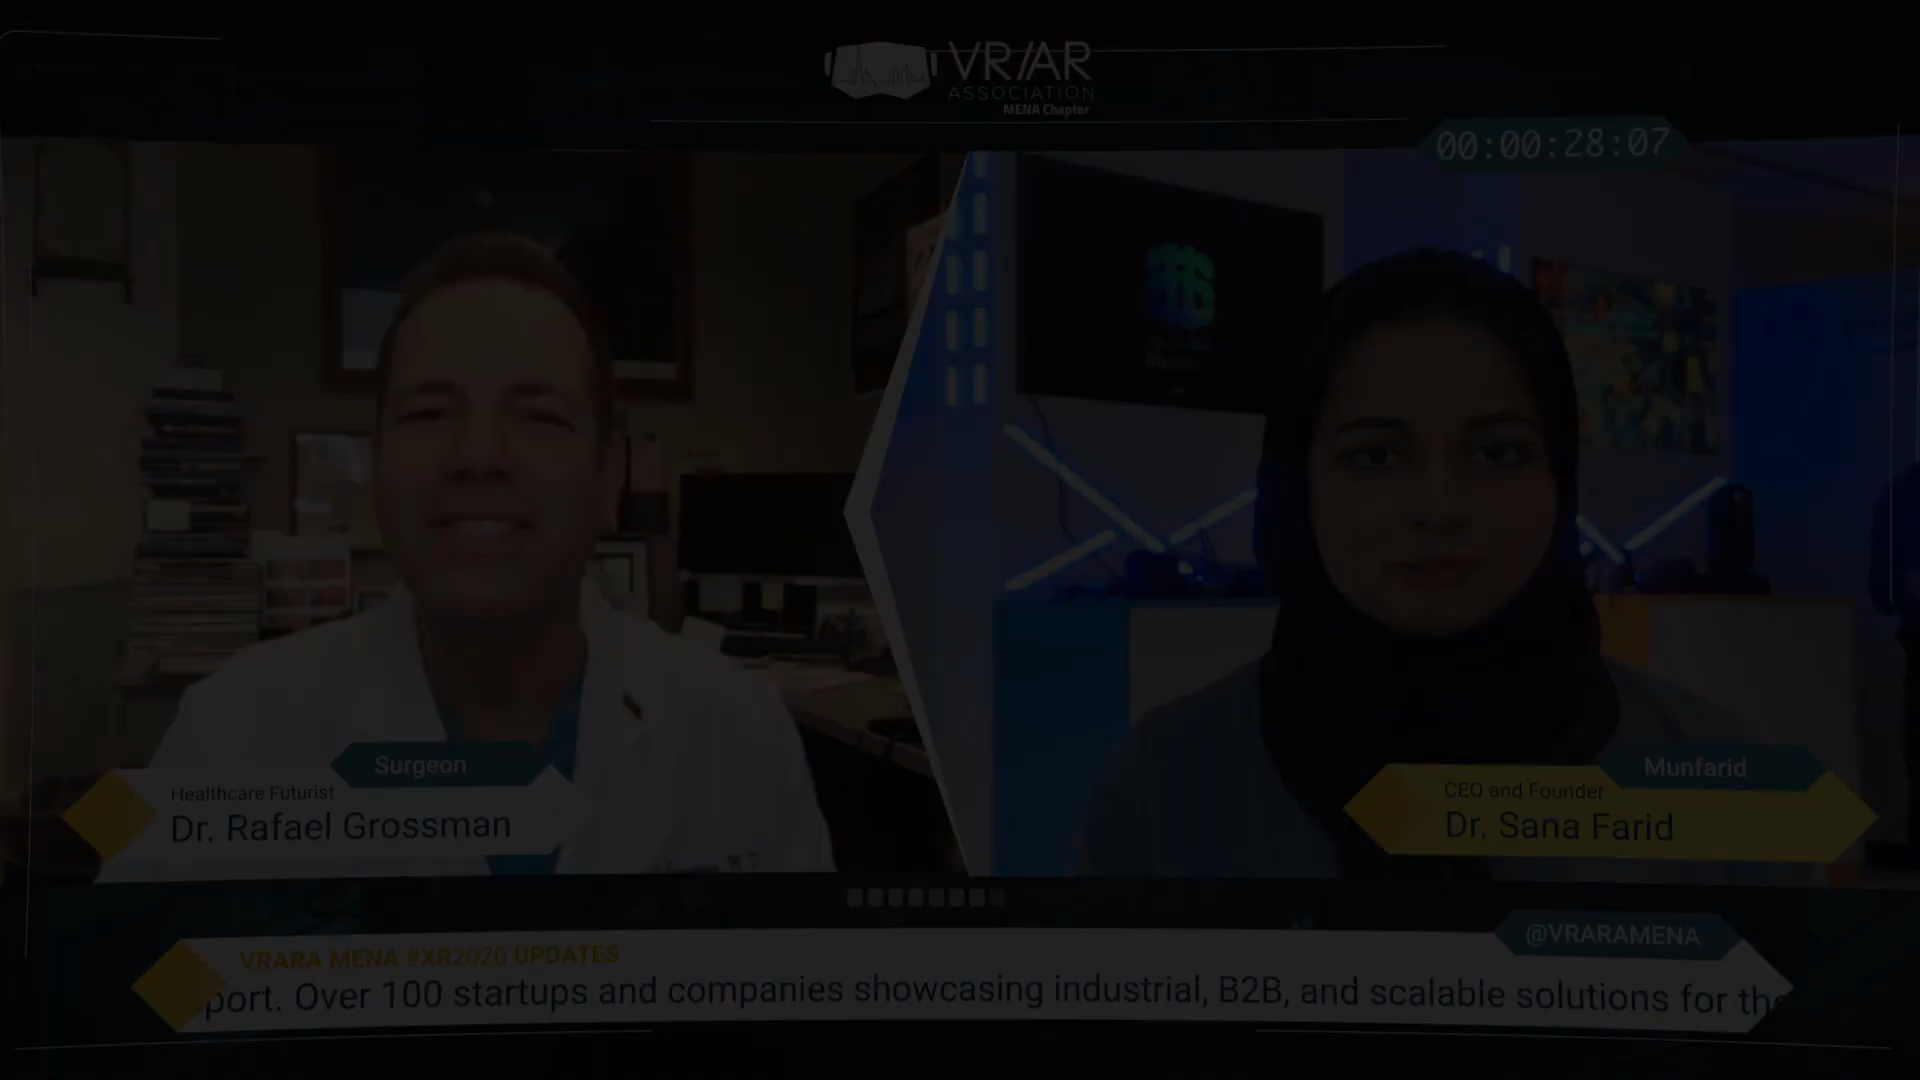 VR/AR
ASSOCIATION
MENA Chapter
00:00:28:07
Surgeon
Healthcare Futurist
Dr. Rafael Grossman
Munfarid
CEO and Founder
Dr. Sana Farid
@VRARAMENA
VRARA MENA #XR2020 UPDATES
port. Over 100 startups and companies showcasing industrial, B2B, and scalable solutions for the